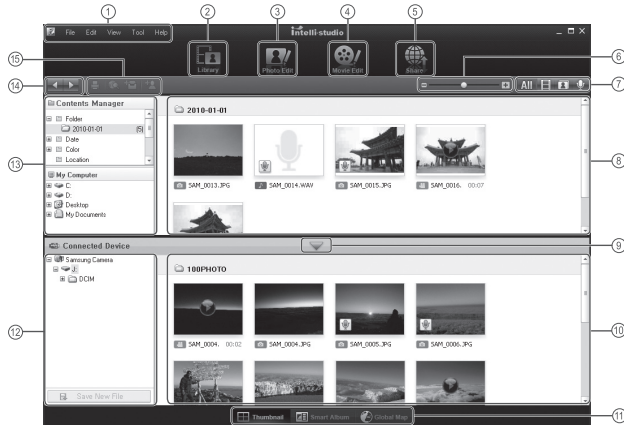 1
2
3
4
5
File Edit View Tool Help
intelli-studio
Library
Photo Edit
Movie Edit
Share
6
15
14
All
7
Contents Manager
Folder
2010-01-01 (5)
Date
Color
Location
2010-01-01
SAM_0013.JPG
SAM_0014.WAV
SAM_0015.JPG
SAM_0016. 00:07
8
13
My Computer
C:
D:
Desktop
My Documents
Connected Device
9
Samsung Camera
J:
DCIM
100PHOTO
SAM_0004. 00:02
SAM_0004.JPG
SAM_0005.JPG
SAM_0006.JPG
10
12
Save New File
Thumbnail
Smart Album
Global Map
11